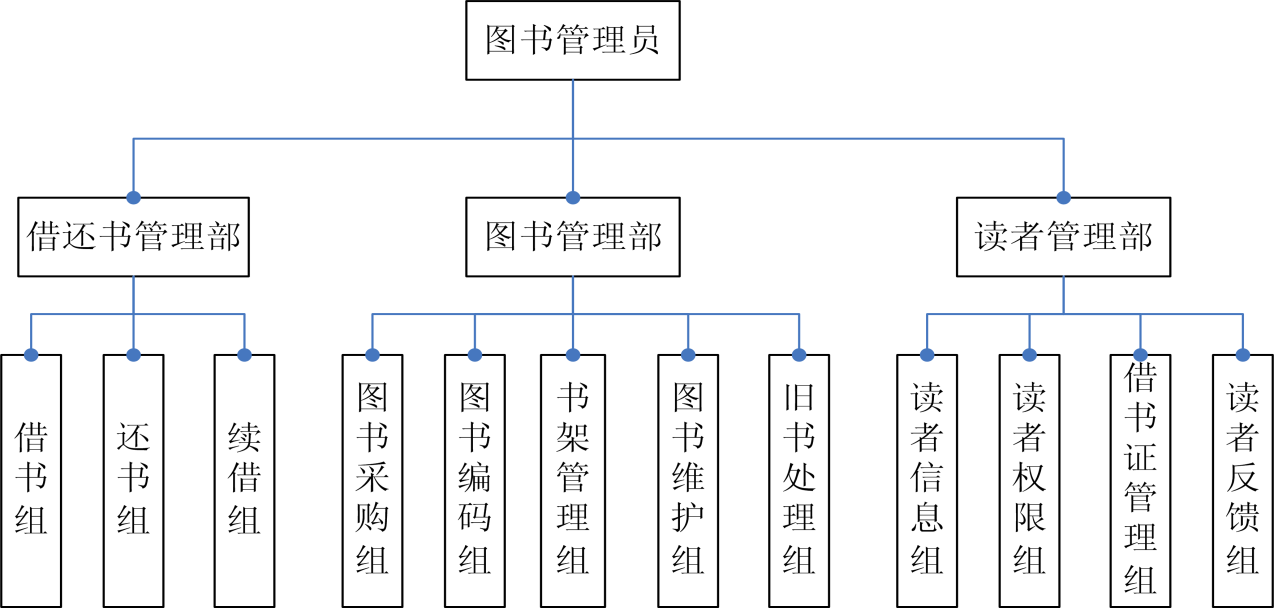 图书管理员
借还书管理部
图书管理部
读者管理部
借书组
还书组
续借组
图书采购组
图书编码组
书架管理组
图书维护组
旧书处理组
读者信息组
读者权限组
借书证管理组
读者反馈组